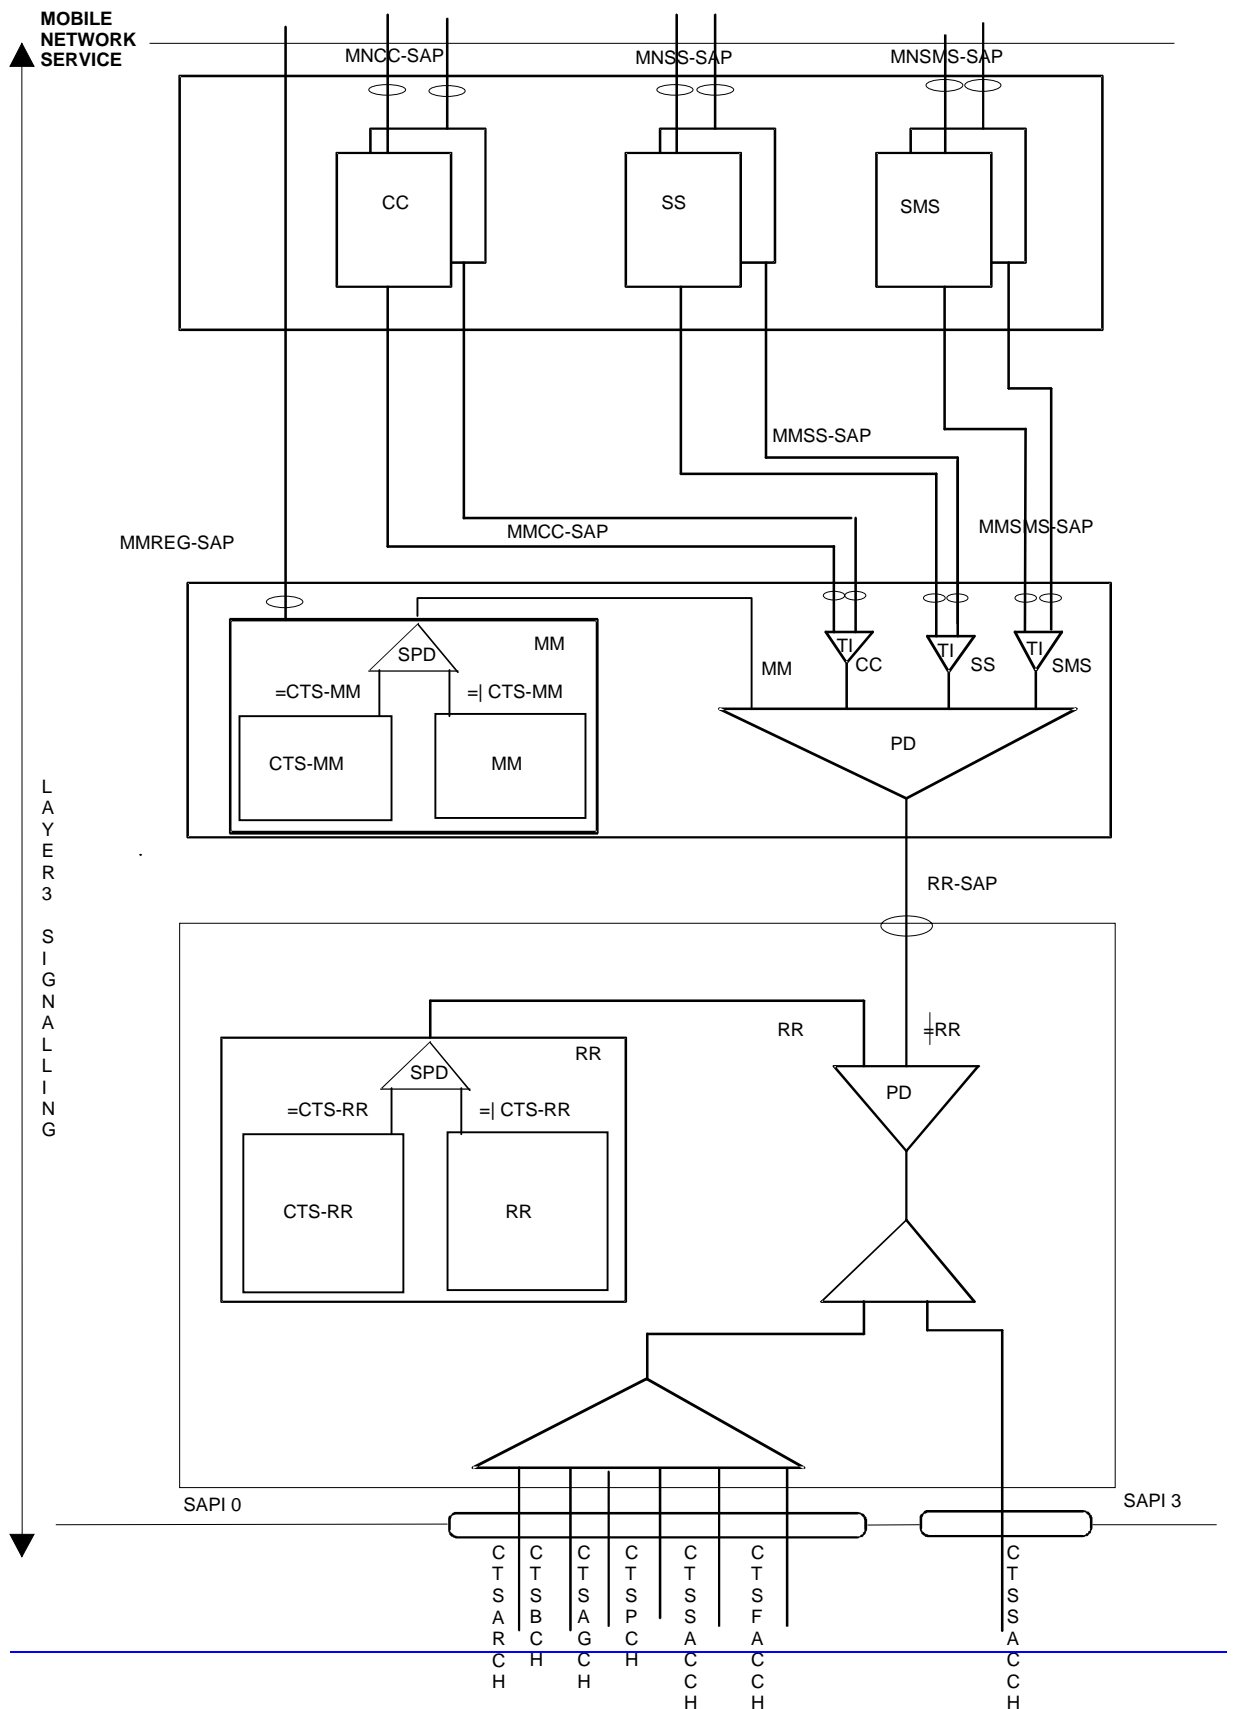 MOBILE
NETWORK
SERVICE
MNCC-SAP
MNSS-SAP
MNSMS-SAP
CC
SS
SMS
MMSS-SAP
MMREG-SAP
MMCC-SAP
MMSMS-SAP
SPD
MM
=CTS-MM
=| CTS-MM
CTS-MM
MM
MM
TI
CC
TI
SS
TI
SMS
PD
LAYER3 SIGNALLING
.
RR-SAP
RR
=RR
SPD
RR
=CTS-RR
=| CTS-RR
CTS-RR
RR
PD
SAPI 0
SAPI 3
CTSARCH
CTSBCH
CTSAGCH
CTSPCH
CTSSACCH
CTSFACCH
CTSSACCH